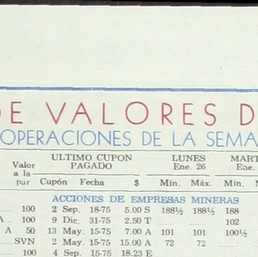 DE VALORES D
OPERACIONES DE LA SEMA
Valor a la par ULTIMO CUPON PAGADO LUNES Ene. 26 MART Ene.
Cupón Fecha $ Mín. Máx. Mín.
ACCIONES DE EMPRESAS MINERAS
100 2 Sep. 18-75 5.00 S 188½ 188½ 188
A 100 9 Dic. 31-75 2.50 T 102
A 50 13 May. 15-75 7.00 A 101 101 100½
SVN 2 May. 15-75 15.00 A 72 72
100 4 Sep. 15-75 18.23 E